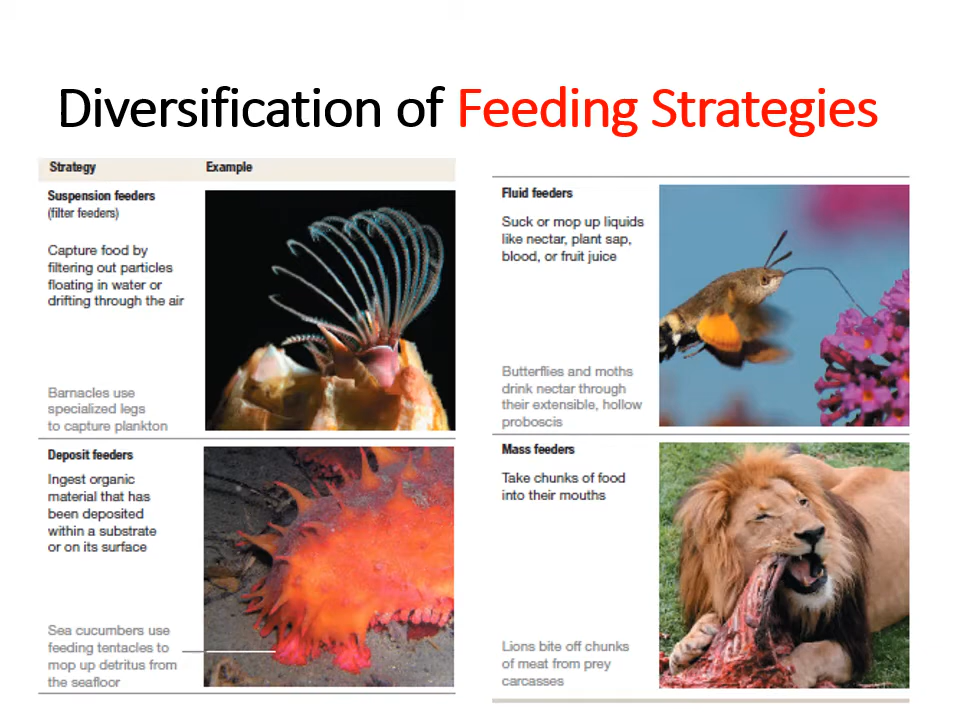 Diversification of Feeding Strategies
Strategy Example
Suspension feeders
(filter feeders)
Capture food by
filtering out particles
floating in water or
drifting through the air
Barnacles use
specialized legs
to capture plankton
Deposit feeders
Ingest organic
material that has
been deposited
within a substrate
or on its surface
Sea cucumbers use
feeding tentacles to
mop up detritus from
the seafloor
Fluid feeders
Suck or mop up liquids
like nectar, plant sap,
blood, or fruit juice
Butterflies and moths
drink nectar through
their extensible, hollow
proboscis
Mass feeders
Take chunks of food
into their mouths
Lions bite off chunks
of meat from prey
carcasses